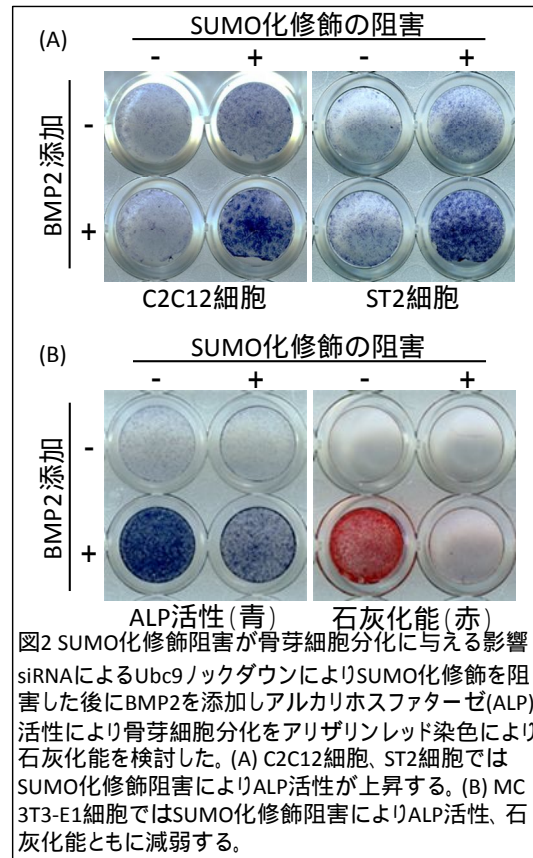 (A)
SUMO化修飾の阻害
- + - +
BMP2添加
-
+
C2C12細胞 ST2細胞
(B)
SUMO化修飾の阻害
- + - +
BMP2添加
-
+
ALP活性(青) 石灰化能(赤)
図2 SUMO化修飾阻害が骨芽細胞分化に与える影響
siRNAによるUbc9ノックダウンによりSUMO化修飾を阻
害した後にBMP2を添加しアルカリホスファターゼ(ALP)
活性により骨芽細胞分化をアリザリンレッド染色により
石灰化能を検討した。(A) C2C12細胞、ST2細胞では
SUMO化修飾阻害によりALP活性が上昇する。(B) MC
3T3-E1細胞ではSUMO化修飾阻害によりALP活性、石
灰化能ともに減弱する。